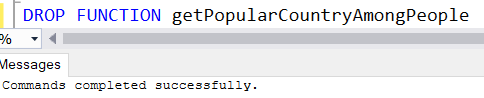 DROP FUNCTION getPopularCountryAmongPeople
%
Messages
Commands completed successfully.